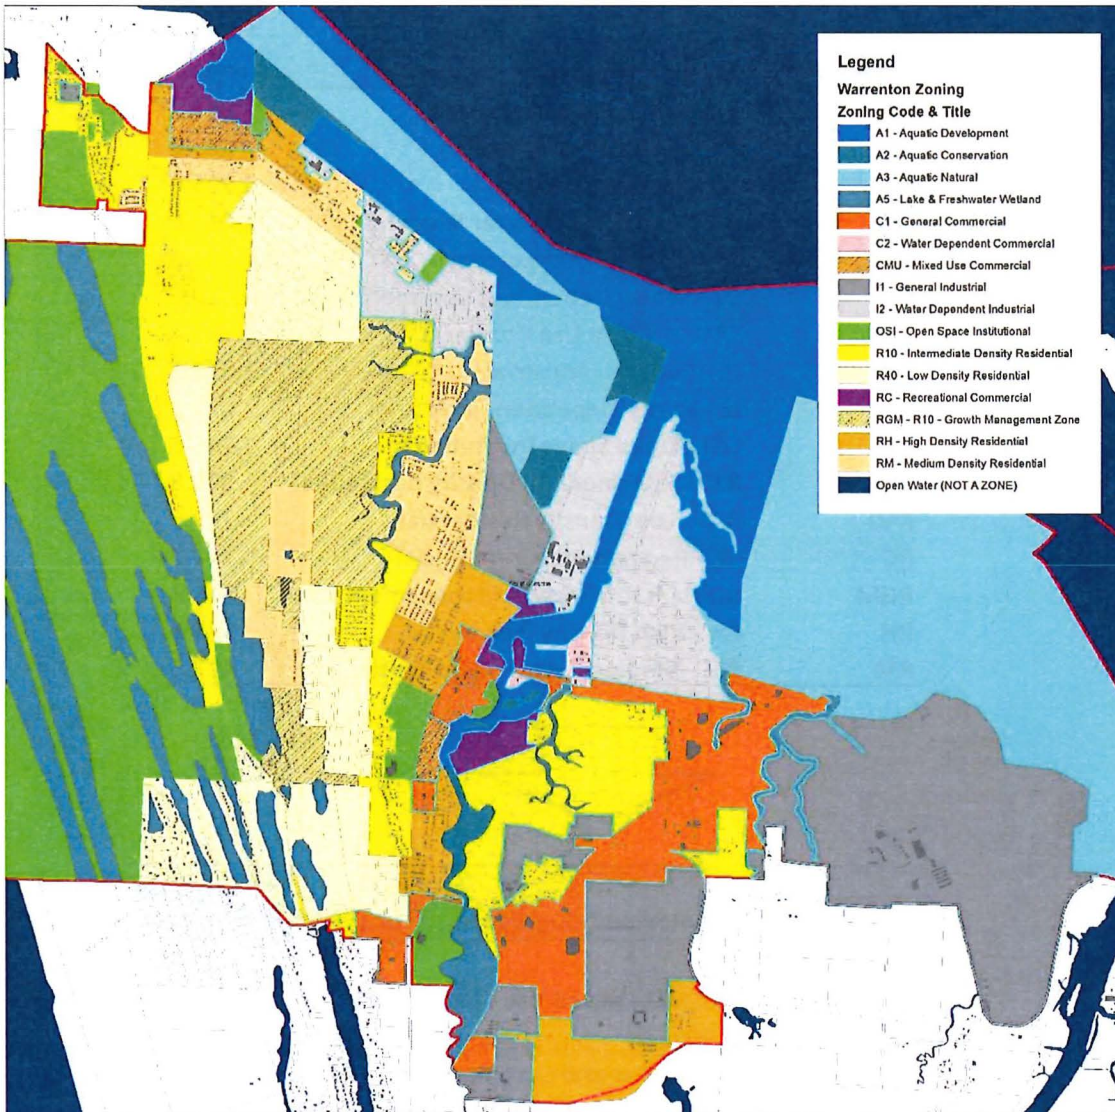 Legend
Warrenton Zoning
Zoning Code & Title
A1 - Aquatic Development
A2 - Aquatic Conservation
A3 - Aquatic Natural
A5 - Lake & Freshwater Wetland
C1 - General Commercial
C2 - Water Dependent Commercial
CMU - Mixed Use Commercial
I1 - General Industrial
I2 - Water Dependent Industrial
OSI - Open Space Institutional
R10 - Intermediate Density Residential
R40 - Low Density Residential
RC - Recreational Commercial
RGM - R10 - Growth Management Zone
RH - High Density Residential
RM - Medium Density Residential
Open Water (NOT A ZONE)